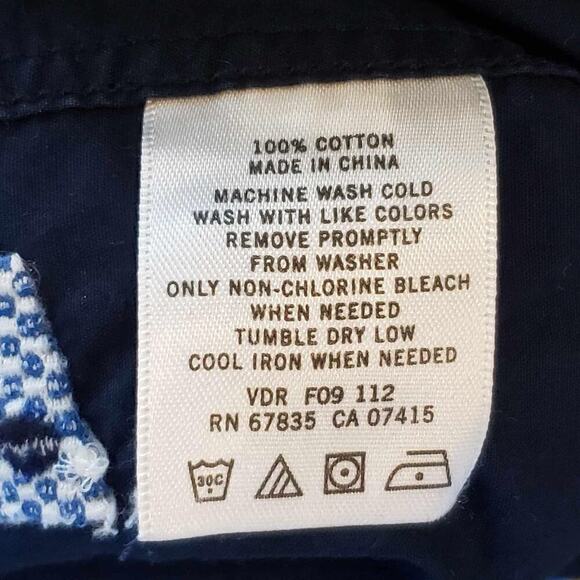 100% COTTON
MADE IN CHINA
MACHINE WASH COLD
WASH WITH LIKE COLORS
REMOVE PROMPTLY
FROM WASHER
ONLY NON-CHLORINE BLEACH
WHEN NEEDED
TUMBLE DRY LOW
COOL IRON WHEN NEEDED
VDR F09 112
RN 67835 CA 07415
30C